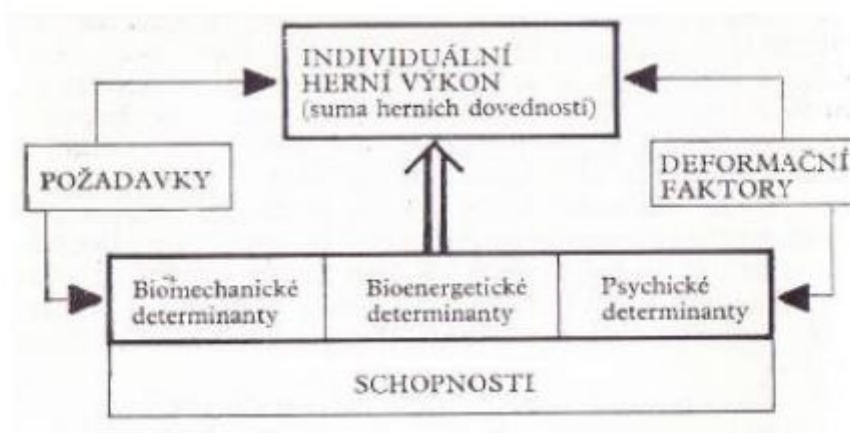 INDIVIDUÁLNÍ
HERNÍ VÝKON
(suma herních dovedností)
POŽADAVKY
DEFORMAČNÍ
FAKTORY
Biomechanické
determinanty
Bioenergetické
determinanty
Psychické
determinanty
SCHOPNOSTI